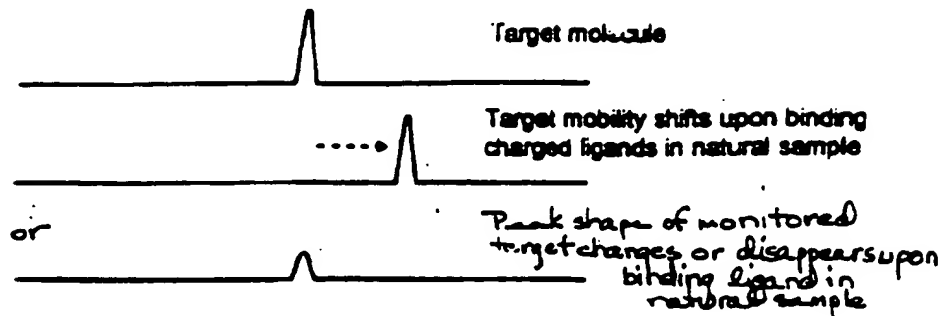 Target molecule
Target mobility shifts upon binding
charged ligands in natural sample
or
Peak shape of monitored
target changes or disappears upon
binding ligand in
natural sample